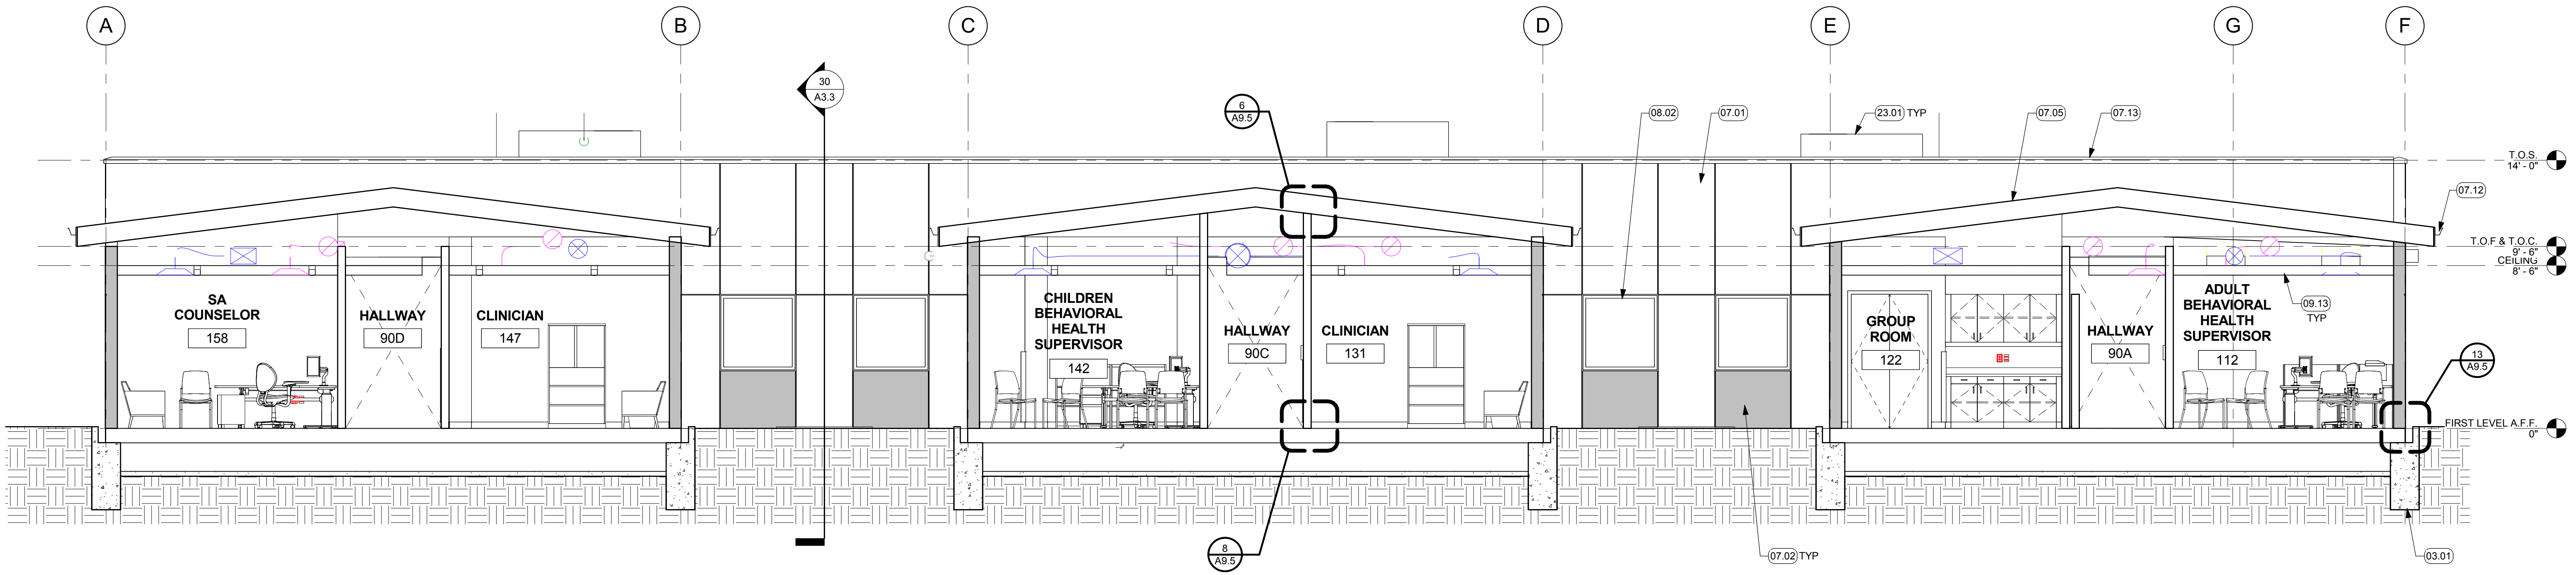 A
B
C
D
E
G
F
30
A3.3
6
A9.5
08.02
07.01
23.01 TYP
07.05
07.13
T.O.S.
14' - 0"
07.12
T.O.F & T.O.C.
9' - 6"
CEILING
8' - 6"
09.13
TYP
SA
COUNSELOR
158
HALLWAY
90D
CLINICIAN
147
CHILDREN
BEHAVIORAL
HEALTH
SUPERVISOR
142
HALLWAY
90C
CLINICIAN
131
GROUP
ROOM
122
HALLWAY
90A
ADULT
BEHAVIORAL
HEALTH
SUPERVISOR
112
13
A9.5
FIRST LEVEL A.F.F.
0"
8
A9.5
07.02 TYP
03.01